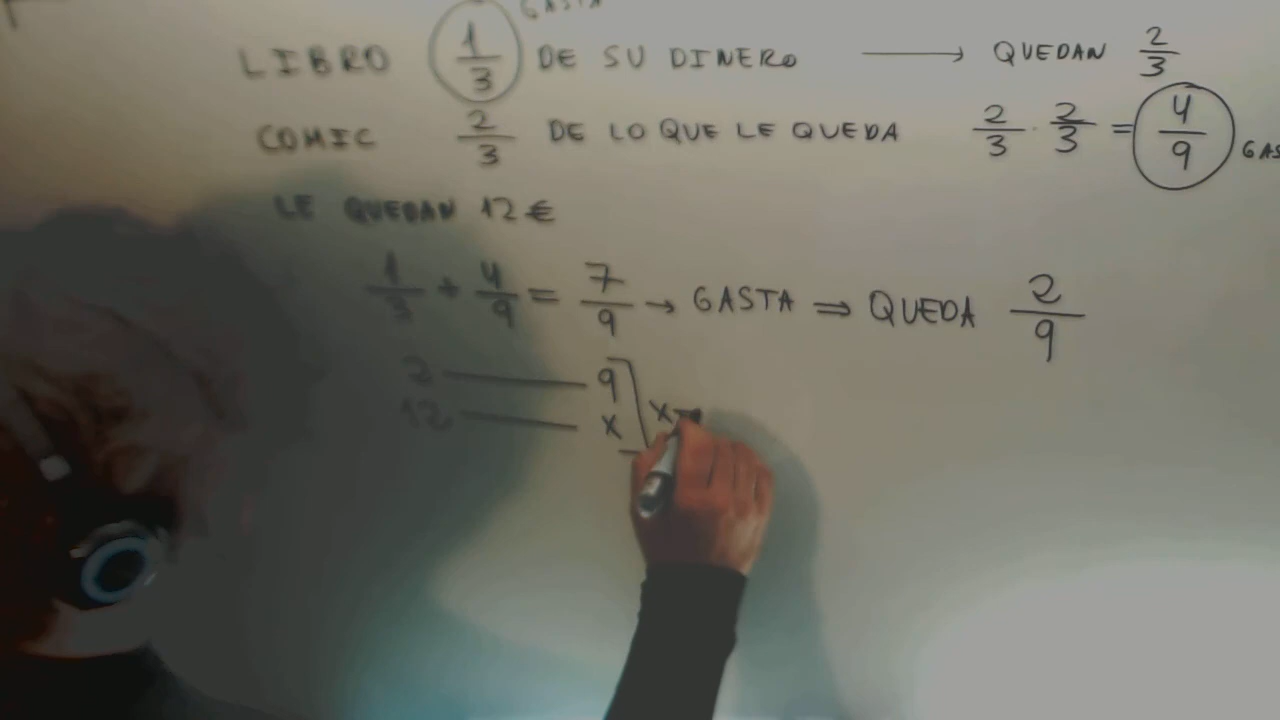 GASTA
LIBRO 1/3 DE SU DINERO → QUEDAN 2/3
COMIC 2/3 DE LO QUE LE QUEDA 2/3 · 2/3 = 4/9 GAS
LE QUEDAN 12 €
1/3 + 4/9 = 7/9 → GASTA ⇒ QUEDA 2/9
2 — 9
12 — x x=